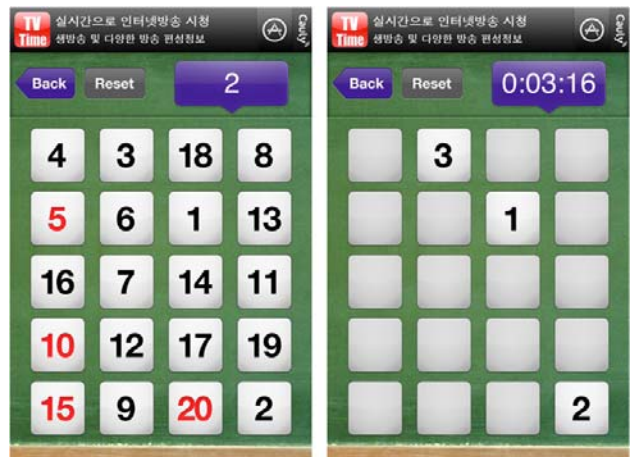 TV Time
실시간으로 인터넷방송 시청
생방송 및 다양한 방송 편성정보
Cauly
Back Reset 2
4 3 18 8
5 6 1 13
16 7 14 11
10 12 17 19
15 9 20 2
TV Time
실시간으로 인터넷방송 시청
생방송 및 다양한 방송 편성정보
Cauly
Back Reset 0:03:16
3
1
2